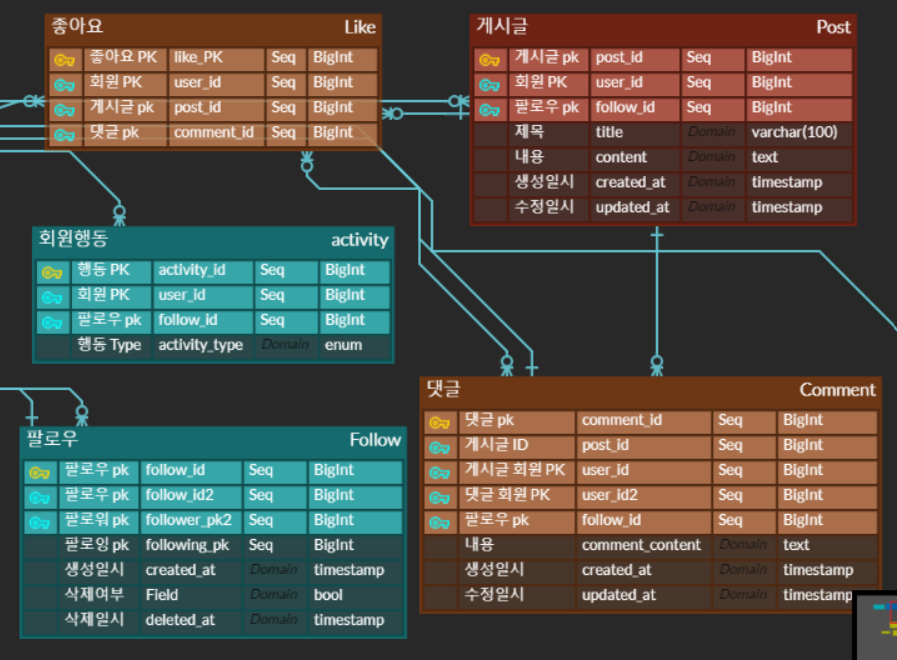 좋아요 Like
좋아요 PK like_PK Seq BigInt
회원 PK user_id Seq BigInt
게시글 pk post_id Seq BigInt
댓글 pk comment_id Seq BigInt
게시글 Post
게시글 pk post_id Seq BigInt
회원 PK user_id Seq BigInt
팔로우 pk follow_id Seq BigInt
제목 title Domain varchar(100)
내용 content Domain text
생성일시 created_at Domain timestamp
수정일시 updated_at Domain timestamp
회원행동 activity
행동 PK activity_id Seq BigInt
회원 PK user_id Seq BigInt
팔로우 pk follow_id Seq BigInt
행동 Type activity_type Domain enum
팔로우 Follow
팔로우 pk follow_id Seq BigInt
팔로우 pk follow_id2 Seq BigInt
팔로워 pk follower_pk2 Seq BigInt
팔로잉 pk following_pk Seq BigInt
생성일시 created_at Domain timestamp
삭제여부 Field Domain bool
삭제일시 deleted_at Domain timestamp
댓글 Comment
댓글 pk comment_id Seq BigInt
게시글 ID post_id Seq BigInt
게시글 회원 PK user_id Seq BigInt
댓글 회원 PK user_id2 Seq BigInt
팔로우 pk follow_id Seq BigInt
내용 comment_content Domain text
생성일시 created_at Domain timestamp
수정일시 updated_at Domain timestamp